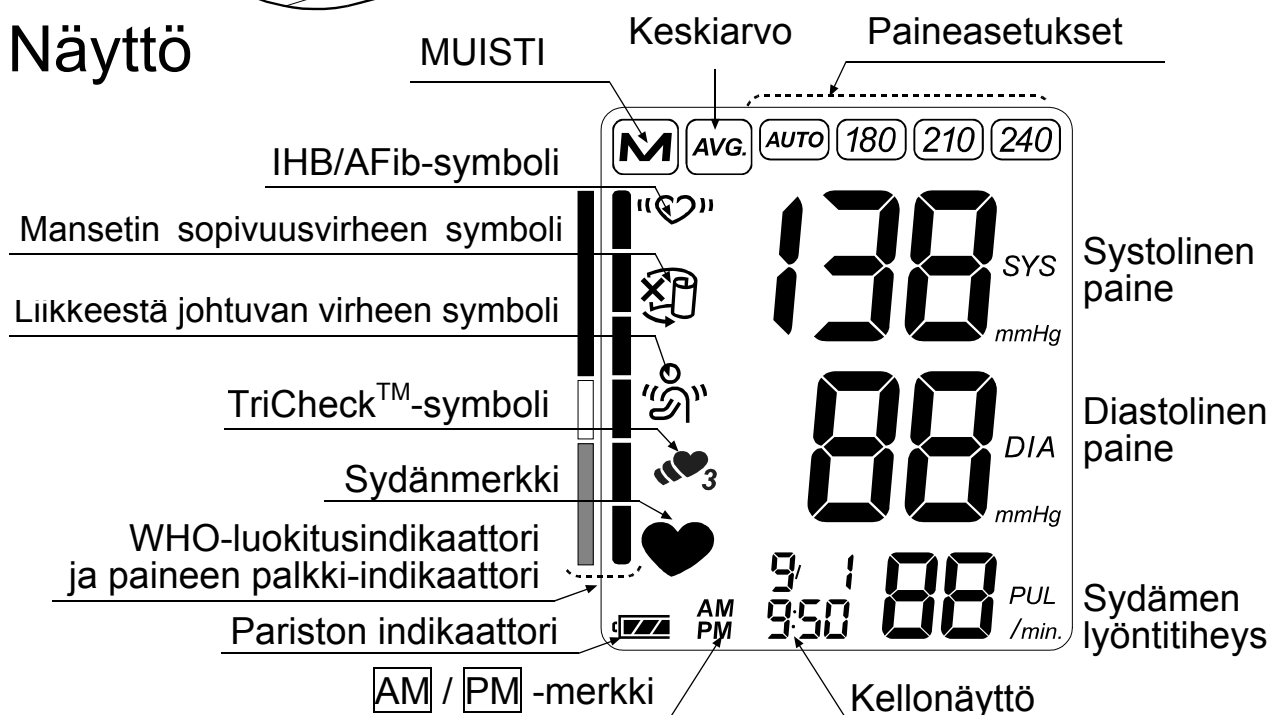 Näyttö
MUISTI
Keskiarvo
Paineasetukset
M AVG. AUTO 180 210 240
IHB/AFib-symboli
Mansetin sopivuusvirheen symboli
Liikkeestä johtuvan virheen symboli
TriCheck™-symboli
Sydänmerkki
WHO-luokitusindikaattori
ja paineen palkki-indikaattori
Pariston indikaattori
AM / PM -merkki
138 SYS
mmHg
Systolinen
paine
88 DIA
mmHg
Diastolinen
paine
3
9/ 1
AM
PM
9:50
88 PUL
/min.
Sydämen
lyöntitiheys
Kellonäyttö